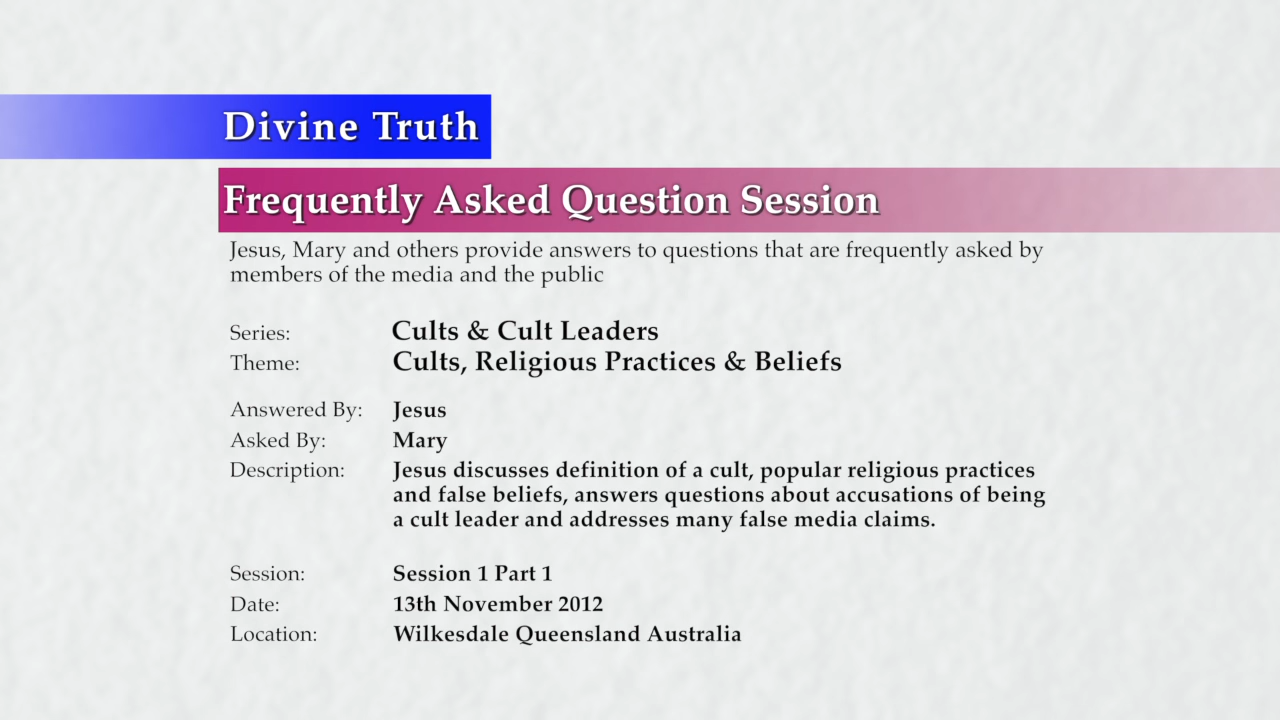 Divine Truth
Frequently Asked Question Session
Jesus, Mary and others provide answers to questions that are frequently asked by
members of the media and the public
Series: Cults & Cult Leaders
Theme: Cults, Religious Practices & Beliefs
Answered By: Jesus
Asked By: Mary
Description: Jesus discusses definition of a cult, popular religious practices
and false beliefs, answers questions about accusations of being
a cult leader and addresses many false media claims.
Session: Session 1 Part 1
Date: 13th November 2012
Location: Wilkesdale Queensland Australia